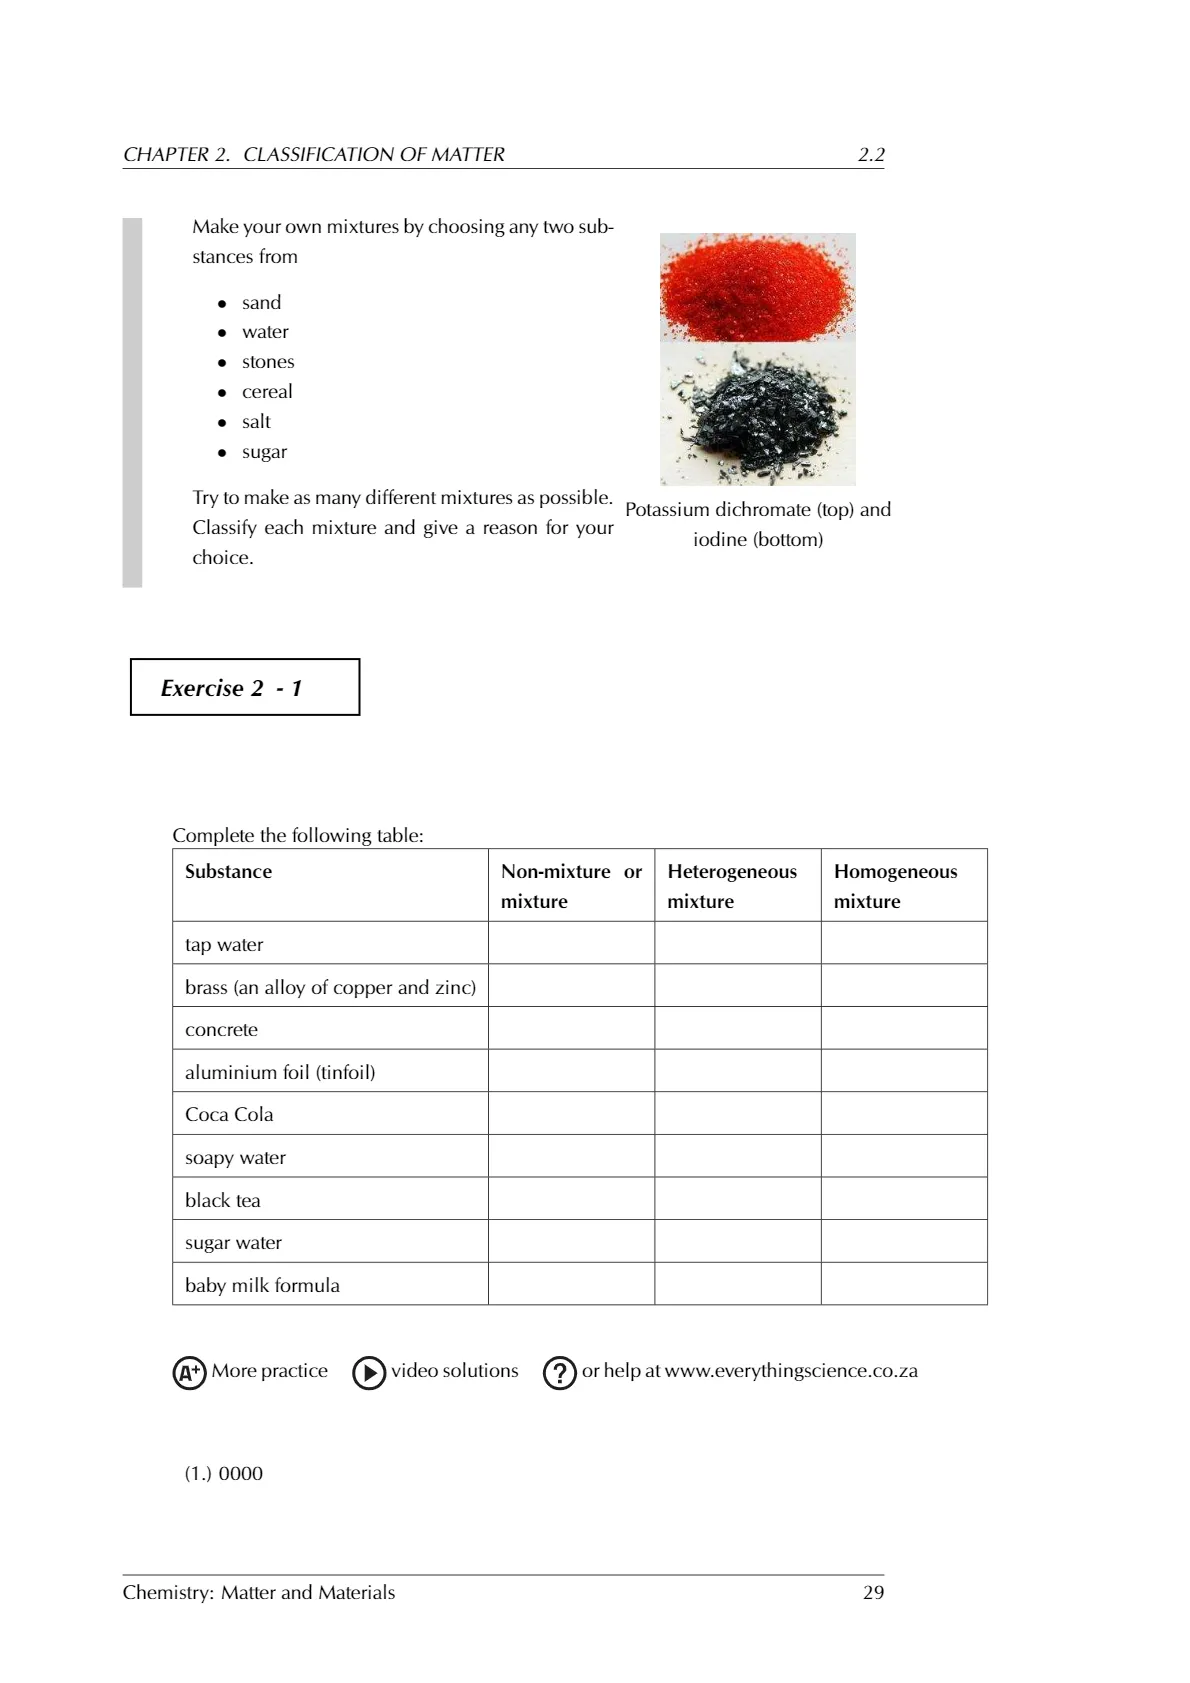 CHAPTER 2. CLASSIFICATION OF MATTER 2.2
Make your own mixtures by choosing any two sub-
stances from
• sand
• water
• stones
• cereal
• salt
• sugar
Try to make as many different mixtures as possible.
Classify each mixture and give a reason for your
choice.
Potassium dichromate (top) and
iodine (bottom)
Exercise 2 - 1
Complete the following table:
Substance Non-mixture or mixture Heterogeneous mixture Homogeneous mixture
tap water
brass (an alloy of copper and zinc)
concrete
aluminium foil (tinfoil)
Coca Cola
soapy water
black tea
sugar water
baby milk formula
A+ More practice video solutions ? or help at www.everythingscience.co.za
(1.) 0000
Chemistry: Matter and Materials 29